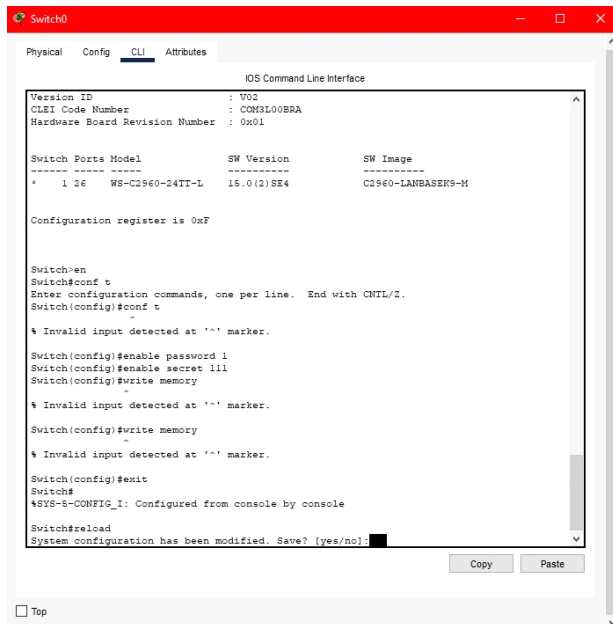 Switch0
Physical Config CLI Attributes
IOS Command Line Interface
Version ID : V02
CLEI Code Number : COM3L00BRA
Hardware Board Revision Number : 0x01
Switch Ports Model SW Version SW Image
------ ----- ----- ---------- ----------
* 1 26 WS-C2960-24TT-L 15.0(2)SE4 C2960-LANBASEK9-M
Configuration register is 0xF
Switch>en
Switch#conf t
Enter configuration commands, one per line. End with CNTL/Z.
Switch(config)#conf t
^
% Invalid input detected at '^' marker.
Switch(config)#enable password 1
Switch(config)#enable secret 111
Switch(config)#write memory
^
% Invalid input detected at '^' marker.
Switch(config)#write memory
^
% Invalid input detected at '^' marker.
Switch(config)#exit
Switch#
%SYS-5-CONFIG_I: Configured from console by console
Switch#reload
System configuration has been modified. Save? [yes/no]:
Copy Paste
Top